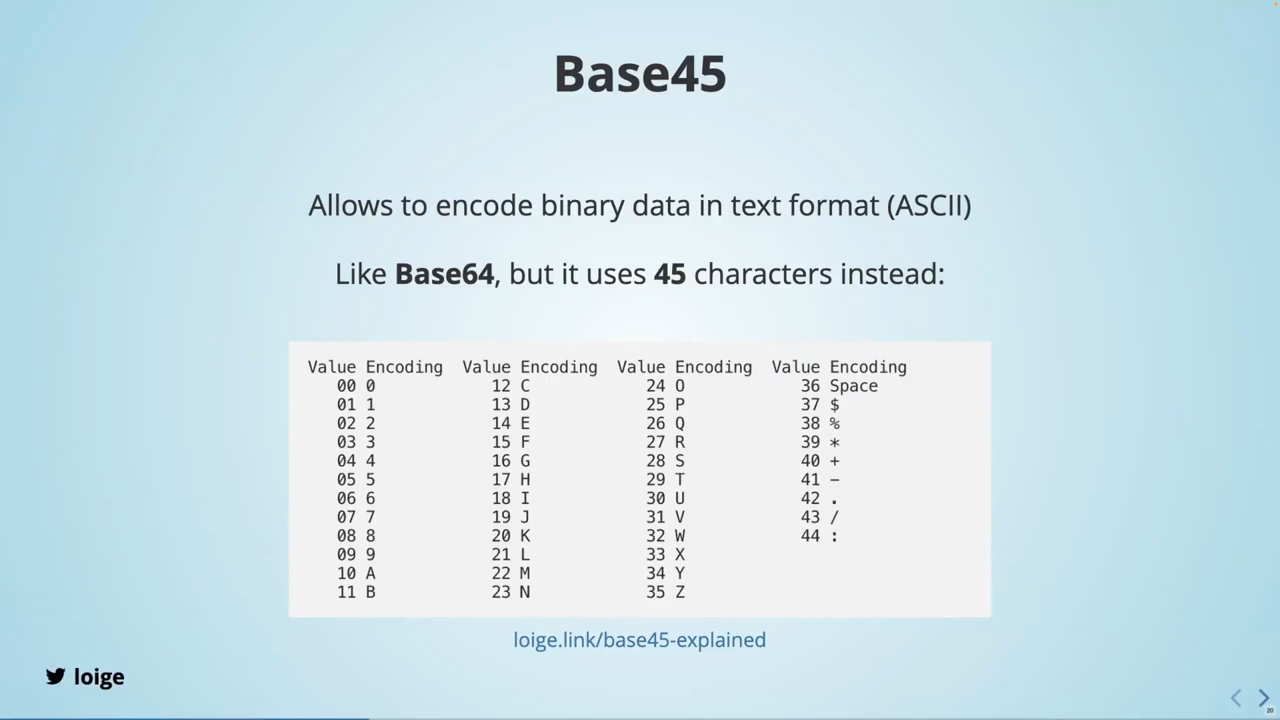 Base45
Allows to encode binary data in text format (ASCII)
Like Base64, but it uses 45 characters instead:
Value Encoding  Value Encoding  Value Encoding  Value Encoding
00 0  12 C  24 O  36 Space
01 1  13 D  25 P  37 $
02 2  14 E  26 Q  38 %
03 3  15 F  27 R  39 *
04 4  16 G  28 S  40 +
05 5  17 H  29 T  41 -
06 6  18 I  30 U  42 .
07 7  19 J  31 V  43 /
08 8  20 K  32 W  44 :
09 9  21 L  33 X
10 A  22 M  34 Y
11 B  23 N  35 Z
loige.link/base45-explained
loige
20